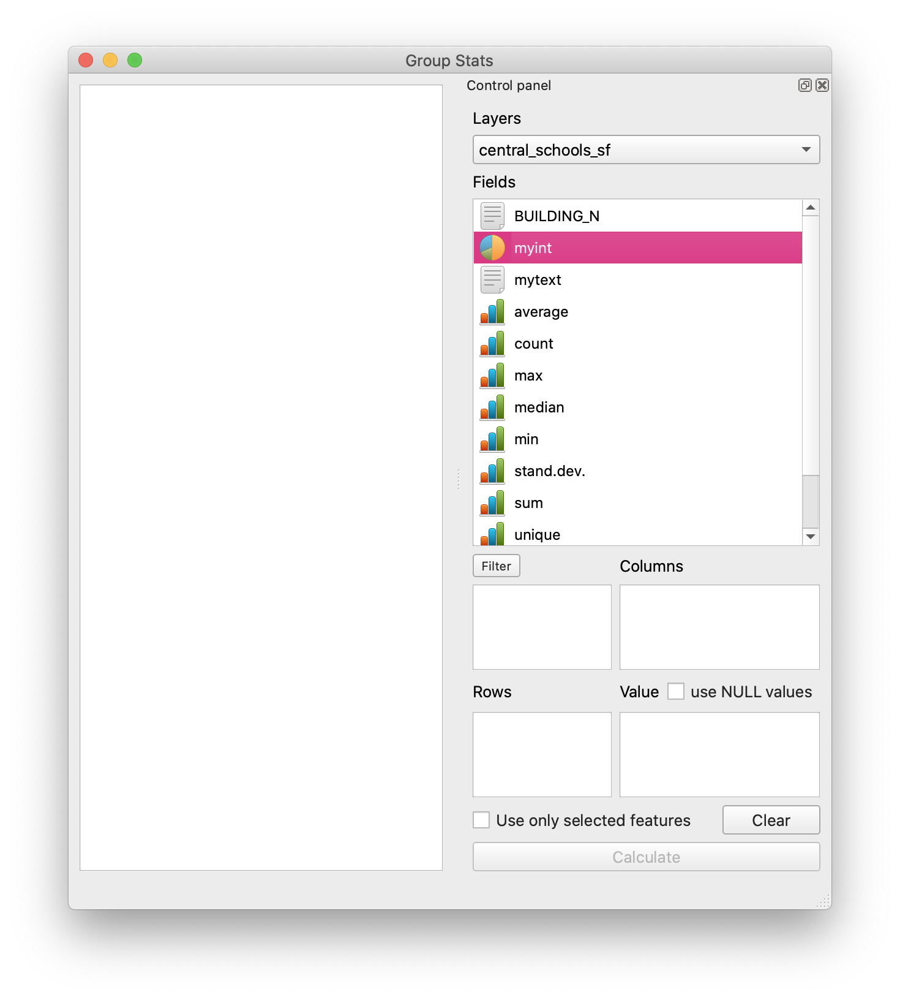 Group Stats
Control panel
Layers
central_schools_sf
Fields
BUILDING_N
myint
mytext
average
count
max
median
min
stand.dev.
sum
unique
Filter
Columns
Rows
Value use NULL values
Use only selected features
Clear
Calculate